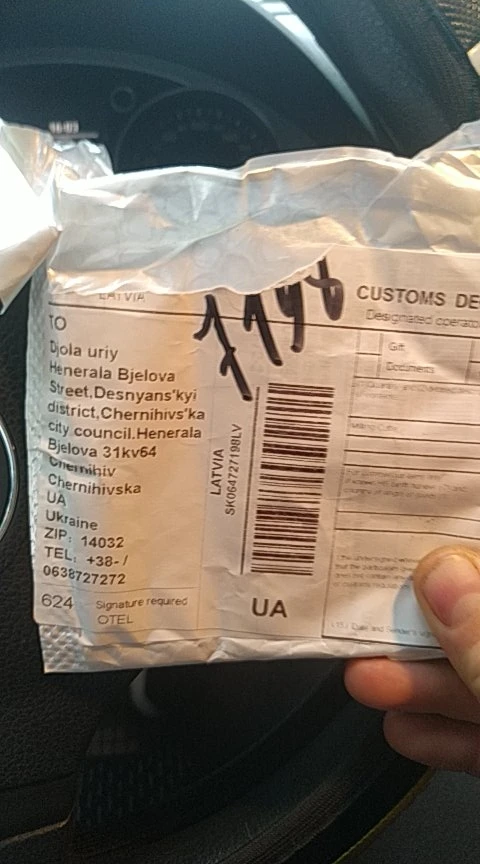 LATVIA
TO
Djola uriy
Henerala Bjelova
Street,Desnyans'kyi
district,Chernihivs'ka
city council.Henerala
Bjelova 31kv64
Chernihiv
Chernihivska
UA
Ukraine
ZIP: 14032
TEL: +38- /
0638727272
624 Signature required
OTEL
7198
LATVIA
SK064727198LV
UA
CUSTOMS DE
Designated operato
Gift
Documents